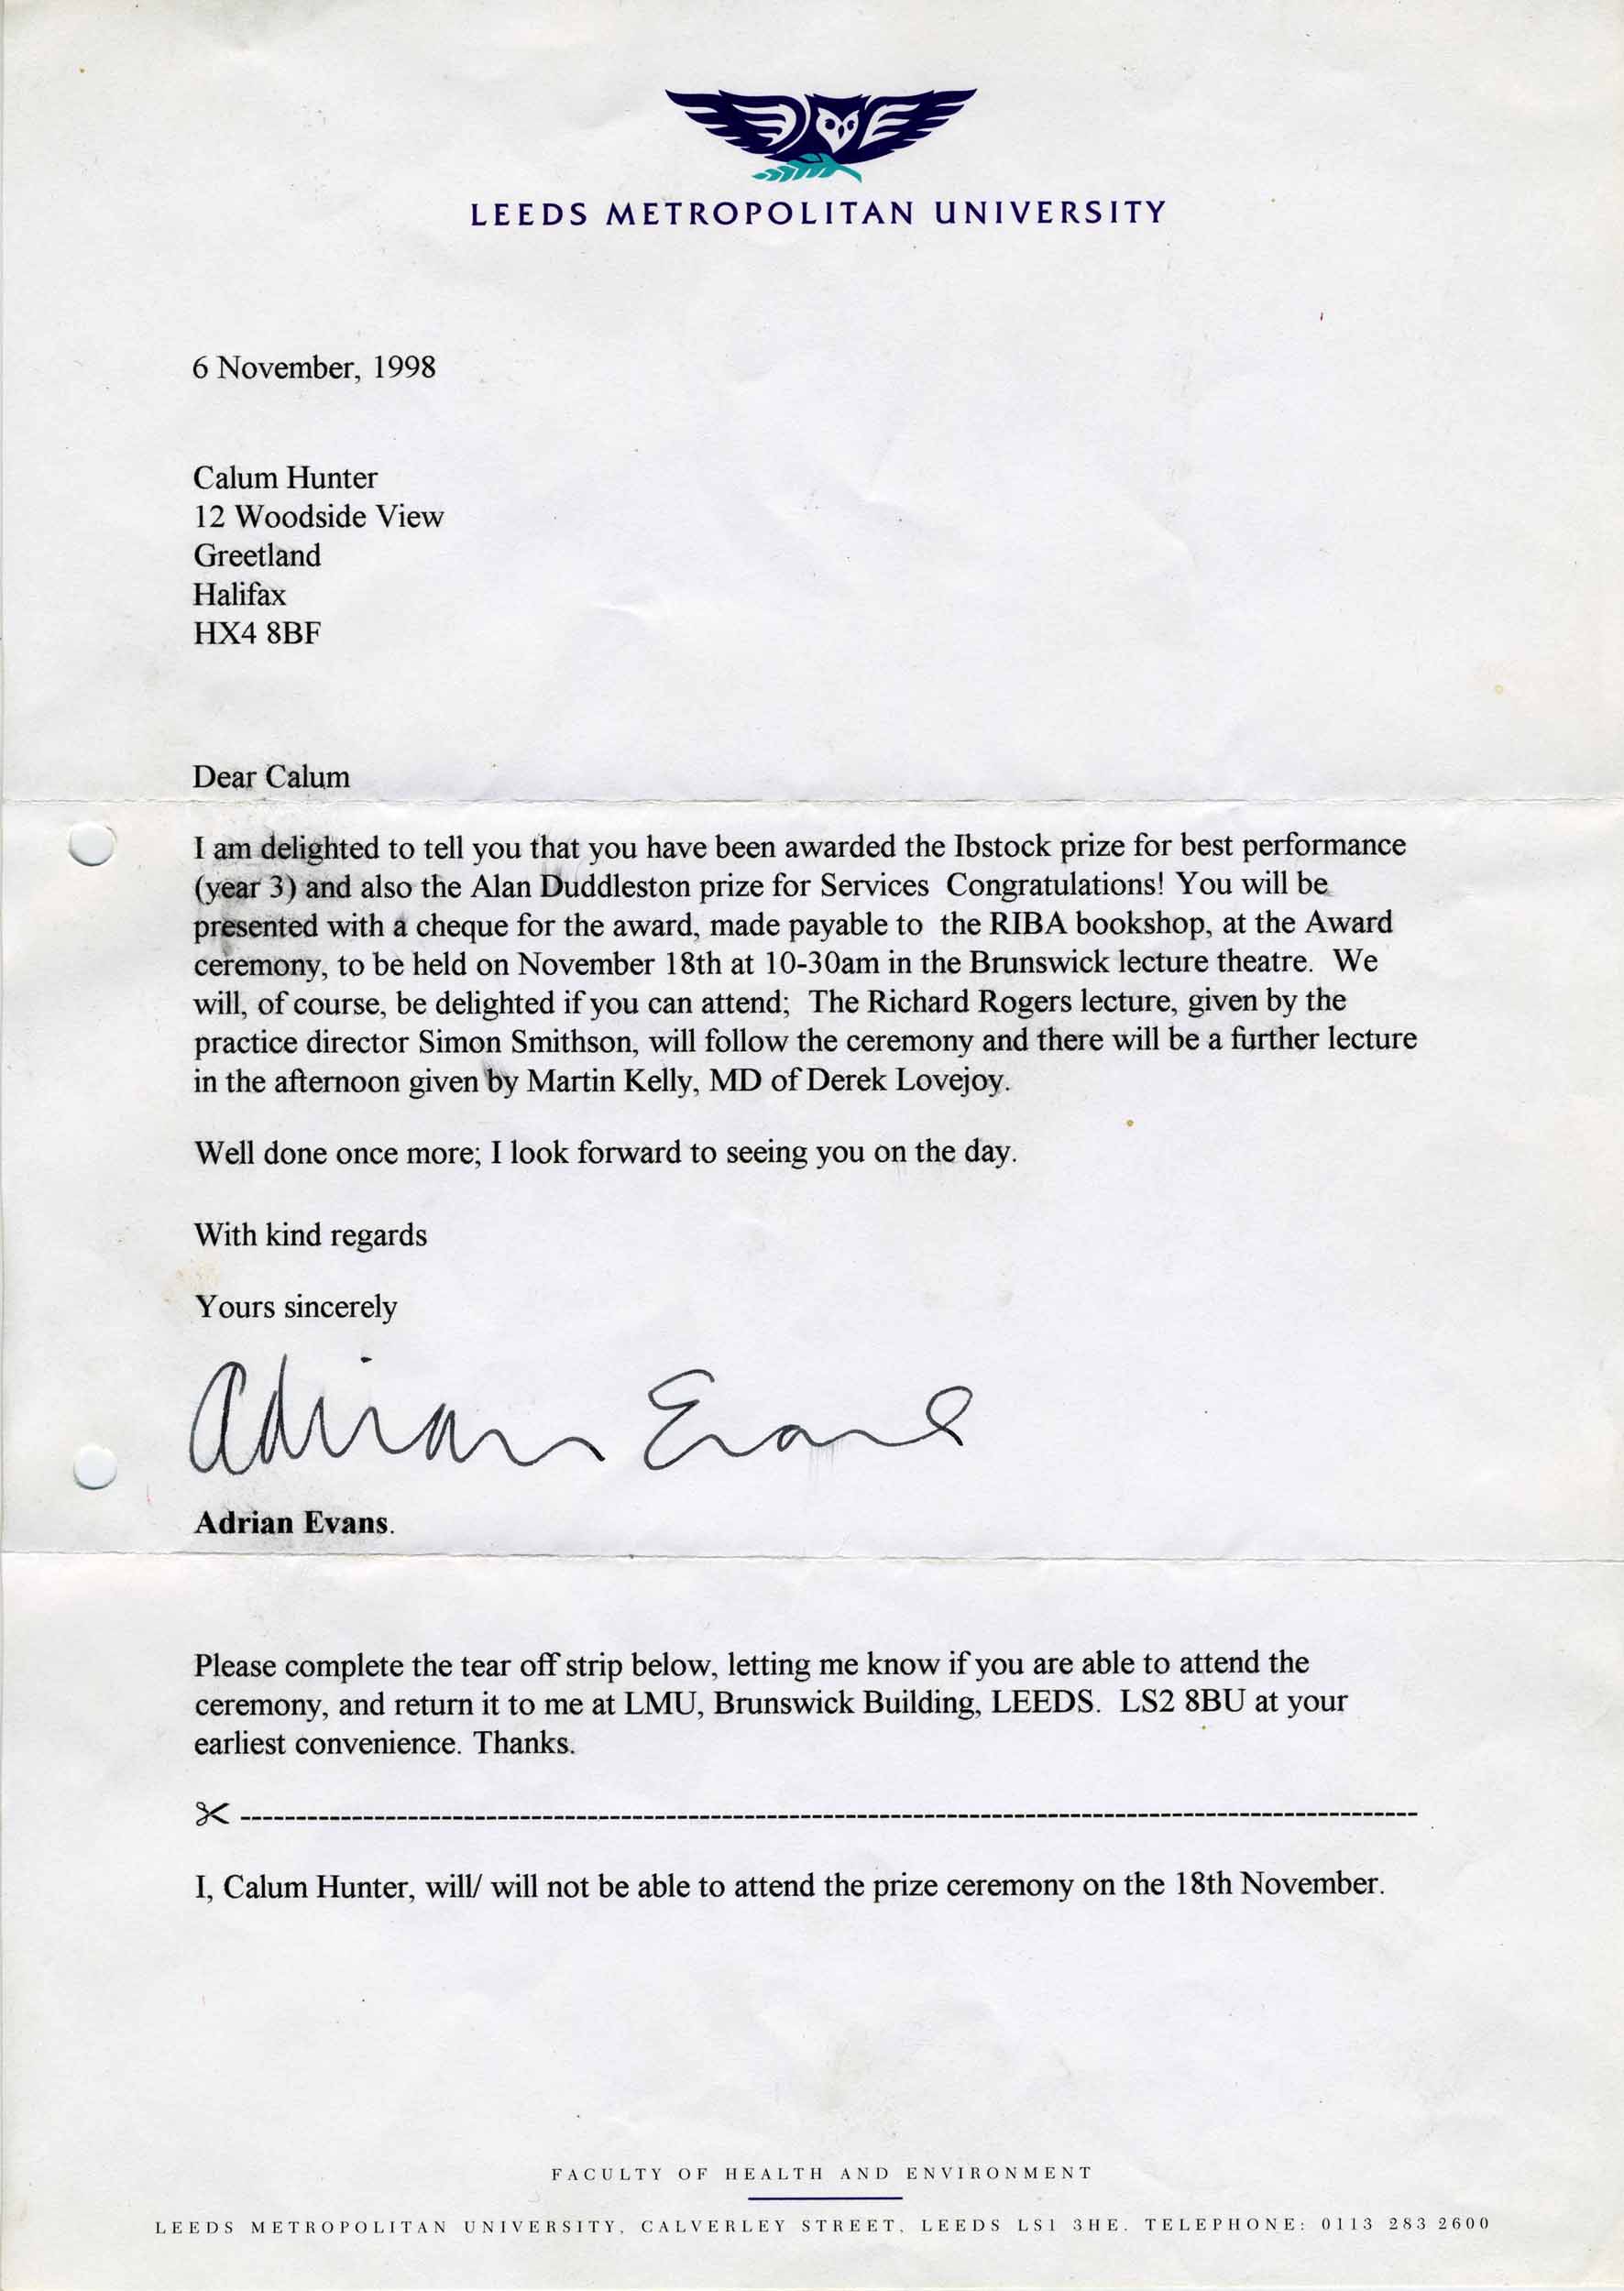 LEEDS METROPOLITAN UNIVERSITY
6 November, 1998
Calum Hunter
12 Woodside View
Greetland
Halifax
HX4 8BF
Dear Calum
I am delighted to tell you that you have been awarded the Ibstock prize for best performance
(year 3) and also the Alan Duddleston prize for Services  Congratulations! You will be
presented with a cheque for the award, made payable to  the RIBA bookshop, at the Award
ceremony, to be held on November 18th at 10-30am in the Brunswick lecture theatre.  We
will, of course, be delighted if you can attend;  The Richard Rogers lecture, given by the
practice director Simon Smithson, will follow the ceremony and there will be a further lecture
in the afternoon given by Martin Kelly, MD of Derek Lovejoy.
Well done once more; I look forward to seeing you on the day.
With kind regards
Yours sincerely
Adrian Evans
Adrian Evans.
Please complete the tear off strip below, letting me know if you are able to attend the
ceremony, and return it to me at LMU, Brunswick Building, LEEDS.  LS2 8BU at your
earliest convenience. Thanks.
I, Calum Hunter, will/ will not be able to attend the prize ceremony on the 18th November.
FACULTY OF HEALTH AND ENVIRONMENT
LEEDS METROPOLITAN UNIVERSITY, CALVERLEY STREET, LEEDS LS1 3HE. TELEPHONE: 0113 283 2600